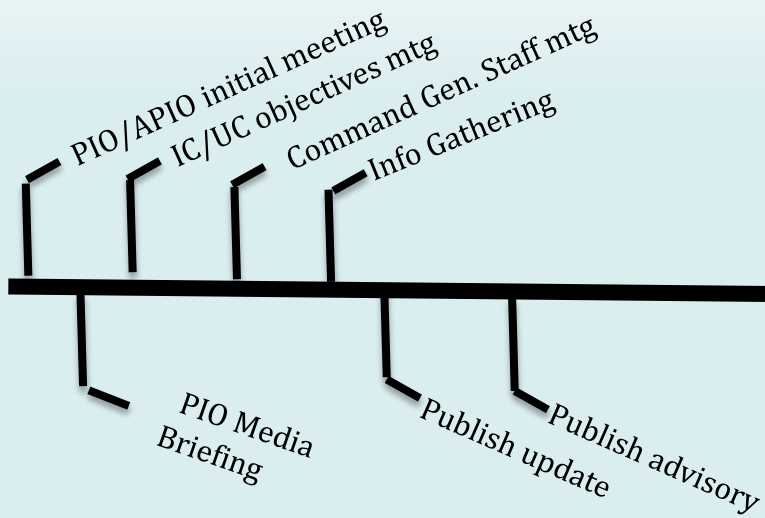 PIO/APIO initial meeting
IC/UC objectives mtg
Command Gen. Staff mtg
Info Gathering
PIO Media
Briefing
Publish update
Publish advisory